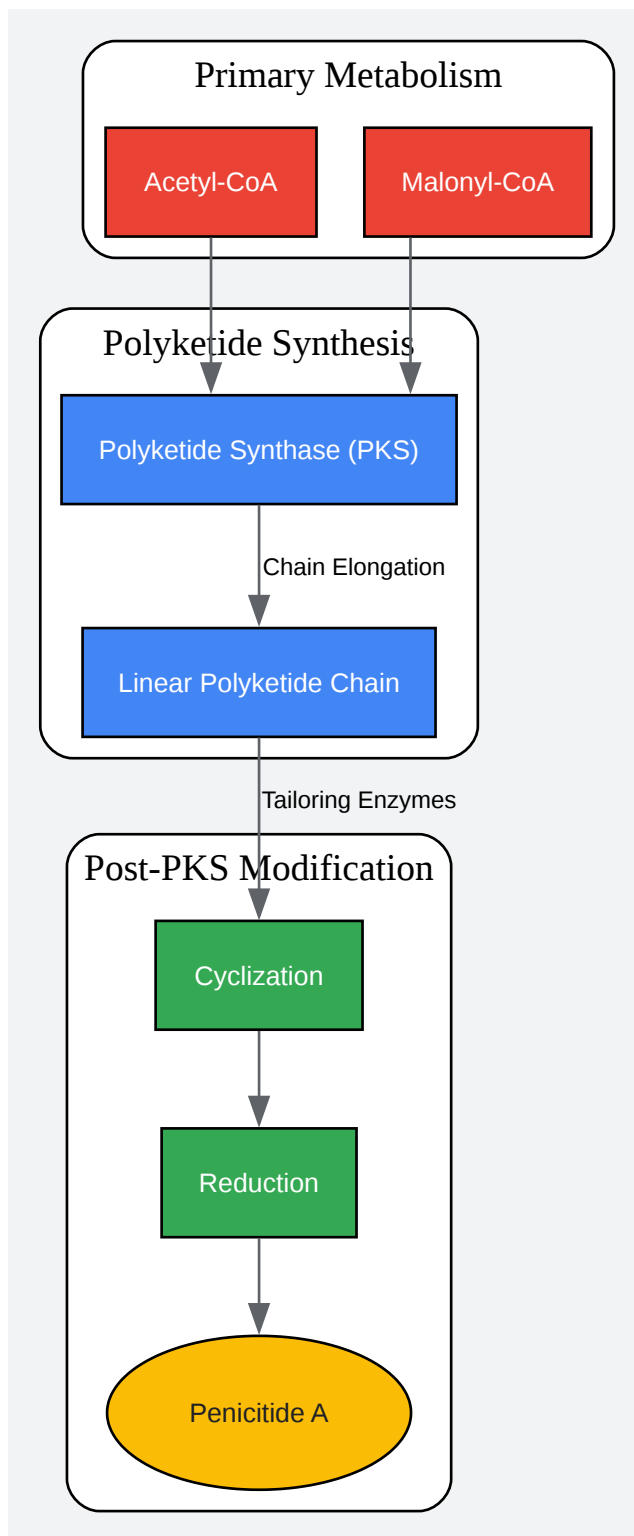 Primary Metabolism
Acetyl-CoA
Malonyl-CoA
Polyketide Synthesis
Polyketide Synthase (PKS)
Chain Elongation
Linear Polyketide Chain
Tailoring Enzymes
Post-PKS Modification
Cyclization
Reduction
Penicitide A